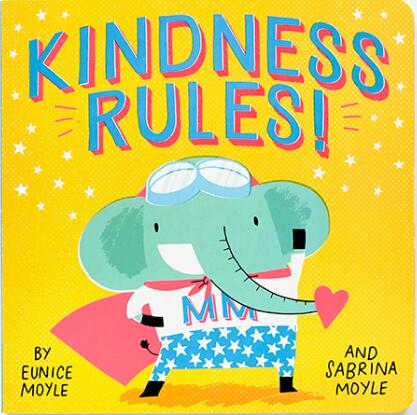 KINDNESS
RULES!
MM
BY
EUNICE
MOYLE
AND
SABRINA
MOYLE